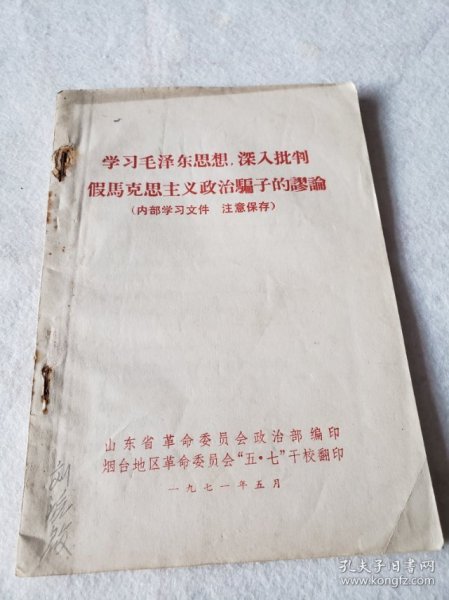 学习毛泽东思想，深入批判
假馬克思主义政治騙子的謬論
（内部学习文件　注意保存）
山东省革命委员会政治部编印
烟台地区革命委员会“五·七”干校翻印
一九七一年五月
孔夫子旧书网
www.kongfz.com